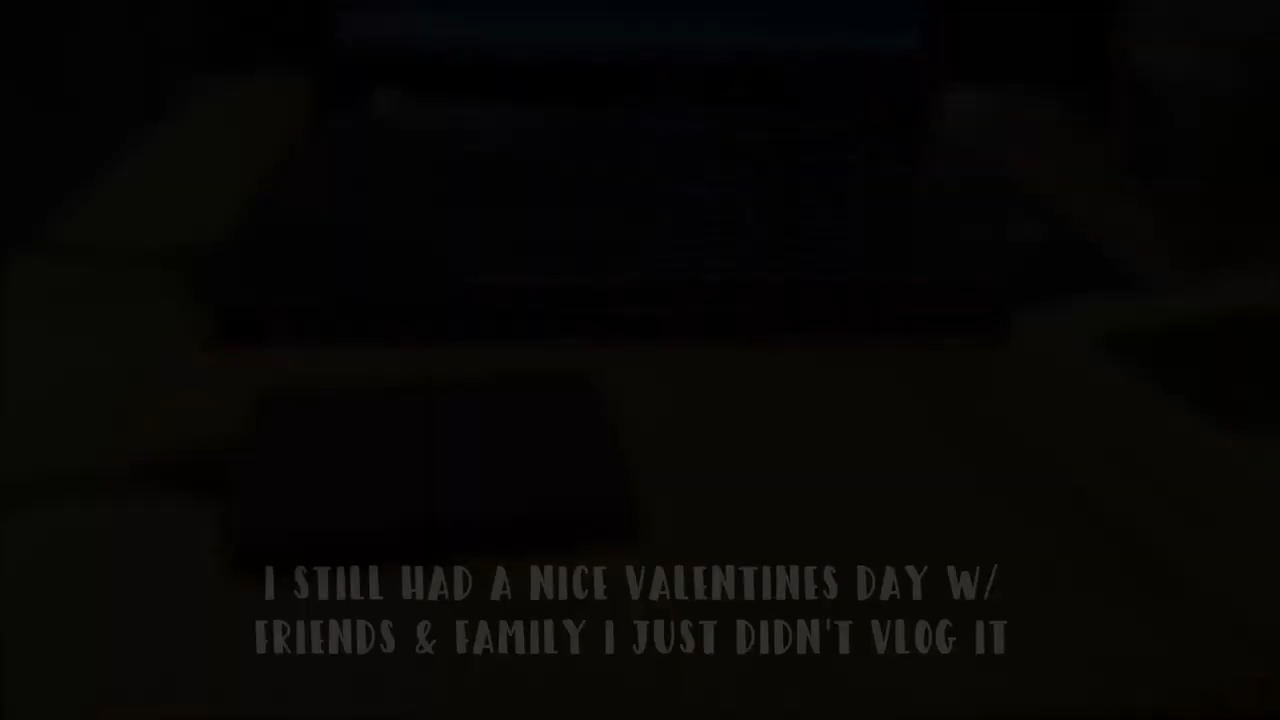 I STILL HAD A NICE VALENTINES DAY W/
FRIENDS & FAMILY I JUST DIDN'T VLOG IT